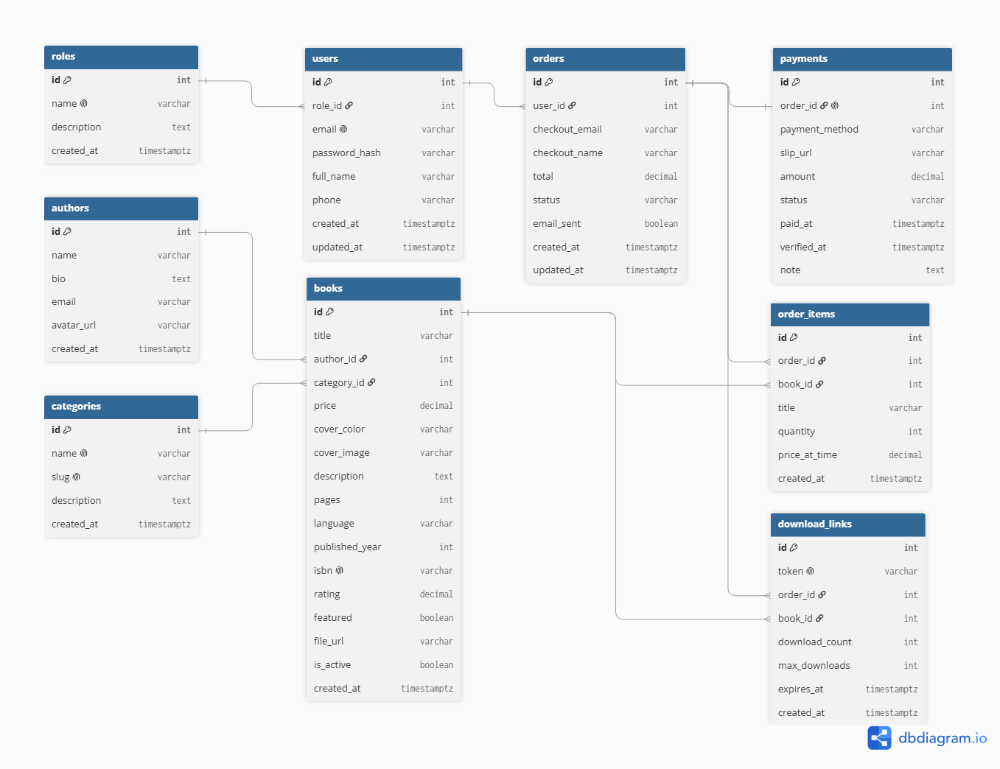 roles
id int
name varchar
description text
created_at timestamptz
users
id int
role_id int
email varchar
password_hash varchar
full_name varchar
phone varchar
created_at timestamptz
updated_at timestamptz
orders
id int
user_id int
checkout_email varchar
checkout_name varchar
total decimal
status varchar
email_sent boolean
created_at timestamptz
updated_at timestamptz
payments
id int
order_id int
payment_method varchar
slip_url varchar
amount decimal
status varchar
paid_at timestamptz
verified_at timestamptz
note text
authors
id int
name varchar
bio text
email varchar
avatar_url varchar
created_at timestamptz
books
id int
title varchar
author_id int
category_id int
price decimal
cover_color varchar
cover_image varchar
description text
pages int
language varchar
published_year int
isbn varchar
rating decimal
featured boolean
file_url varchar
is_active boolean
created_at timestamptz
order_items
id int
order_id int
book_id int
title varchar
quantity int
price_at_time decimal
created_at timestamptz
categories
id int
name varchar
slug varchar
description text
created_at timestamptz
download_links
id int
token varchar
order_id int
book_id int
download_count int
max_downloads int
expires_at timestamptz
created_at timestamptz
dbdiagram.io